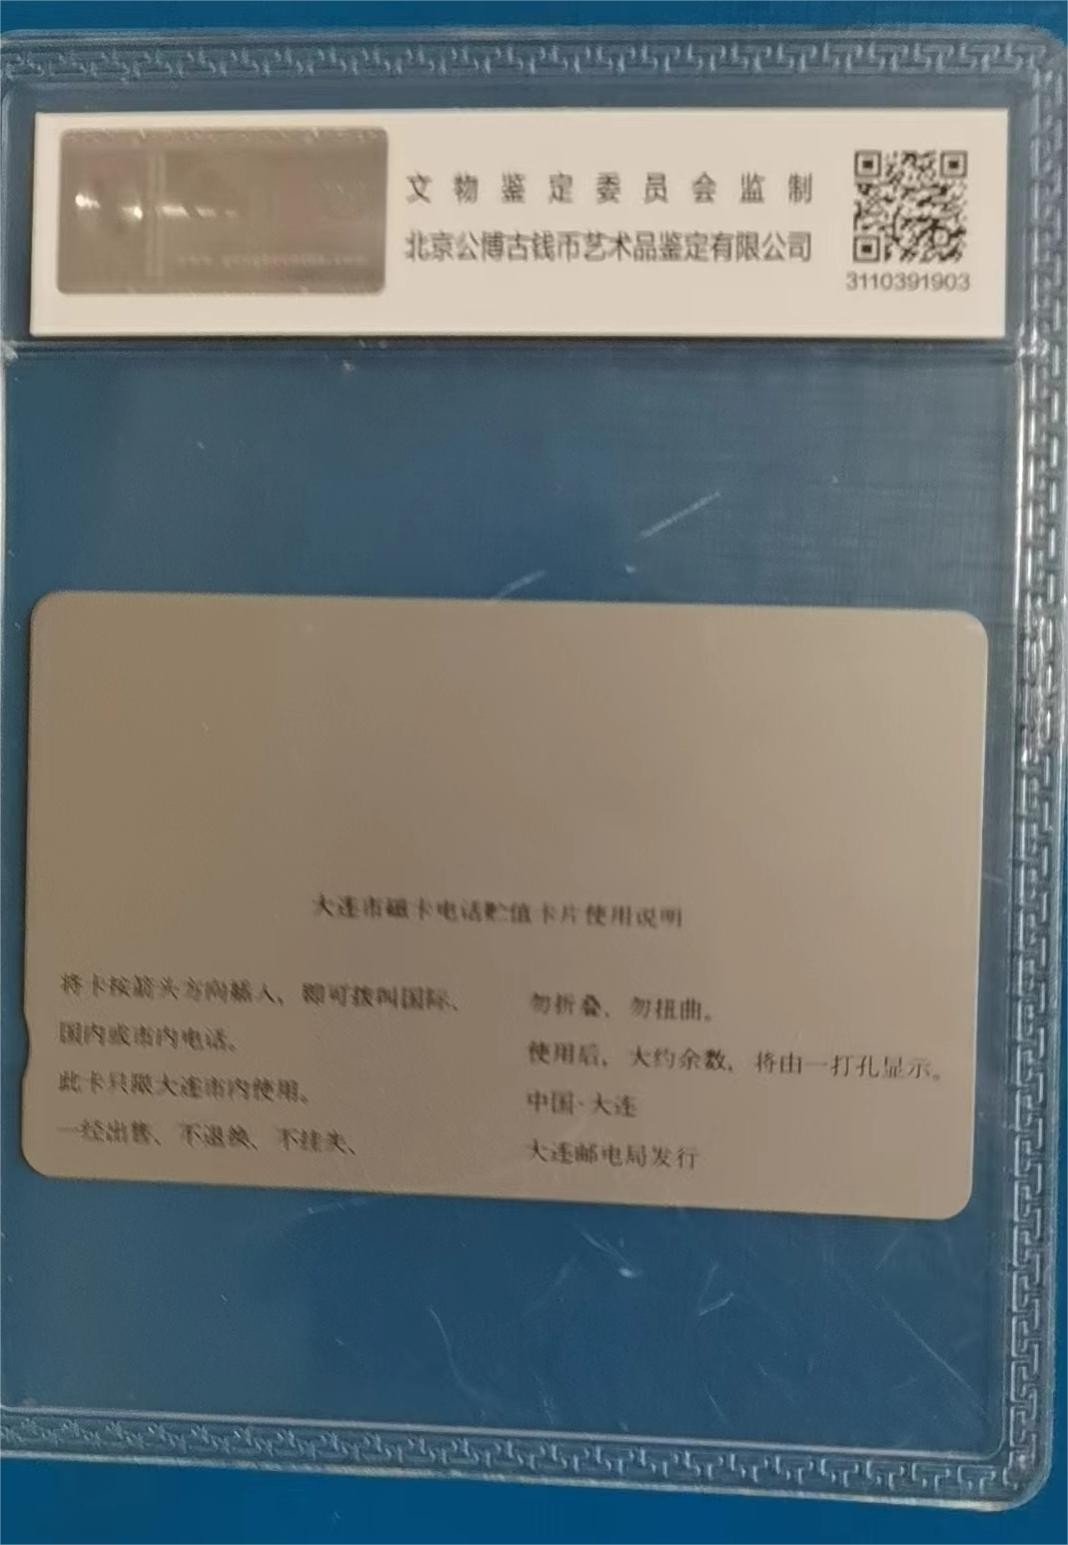 文物鉴定委员会监制
北京公博古钱币艺术品鉴定有限公司
3110391903
大连市磁卡电话贮值卡片使用说明
将卡按箭头方向插入、即可拨叫国际、
国内或市内电话。
此卡只限大连市内使用。
一经出售、不退换、不挂失、
勿折叠、勿扭曲。
使用后，大约余数，将由一打孔显示。
中国·大连
大连邮电局发行